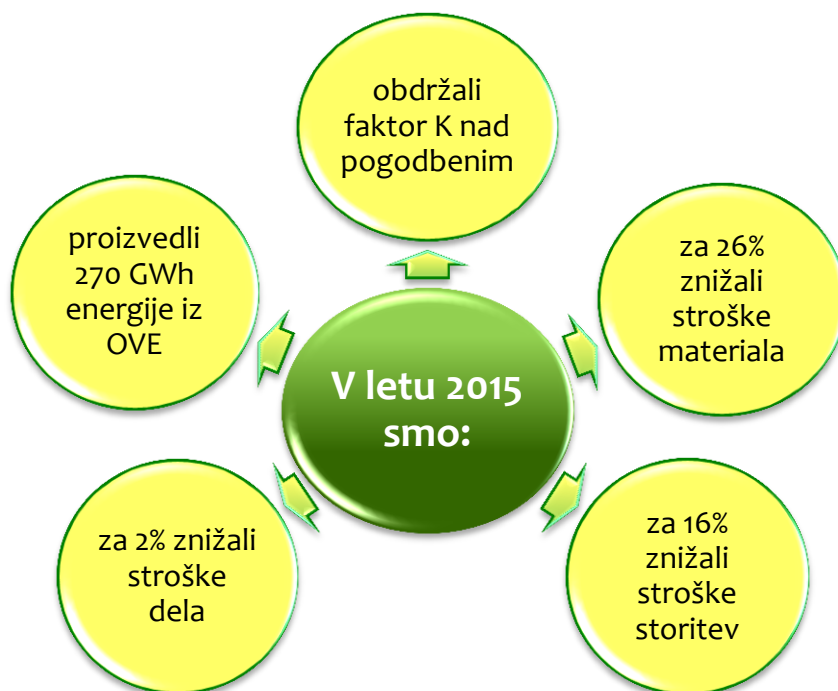 V letu 2015
smo:
obdržali
faktor K nad
pogodbenim
za 26%
znižali
stroške
materiala
za 16%
znižali
stroške
storitev
za 2% znižali
stroške
dela
proizvedli
270 GWh
energije iz
OVE